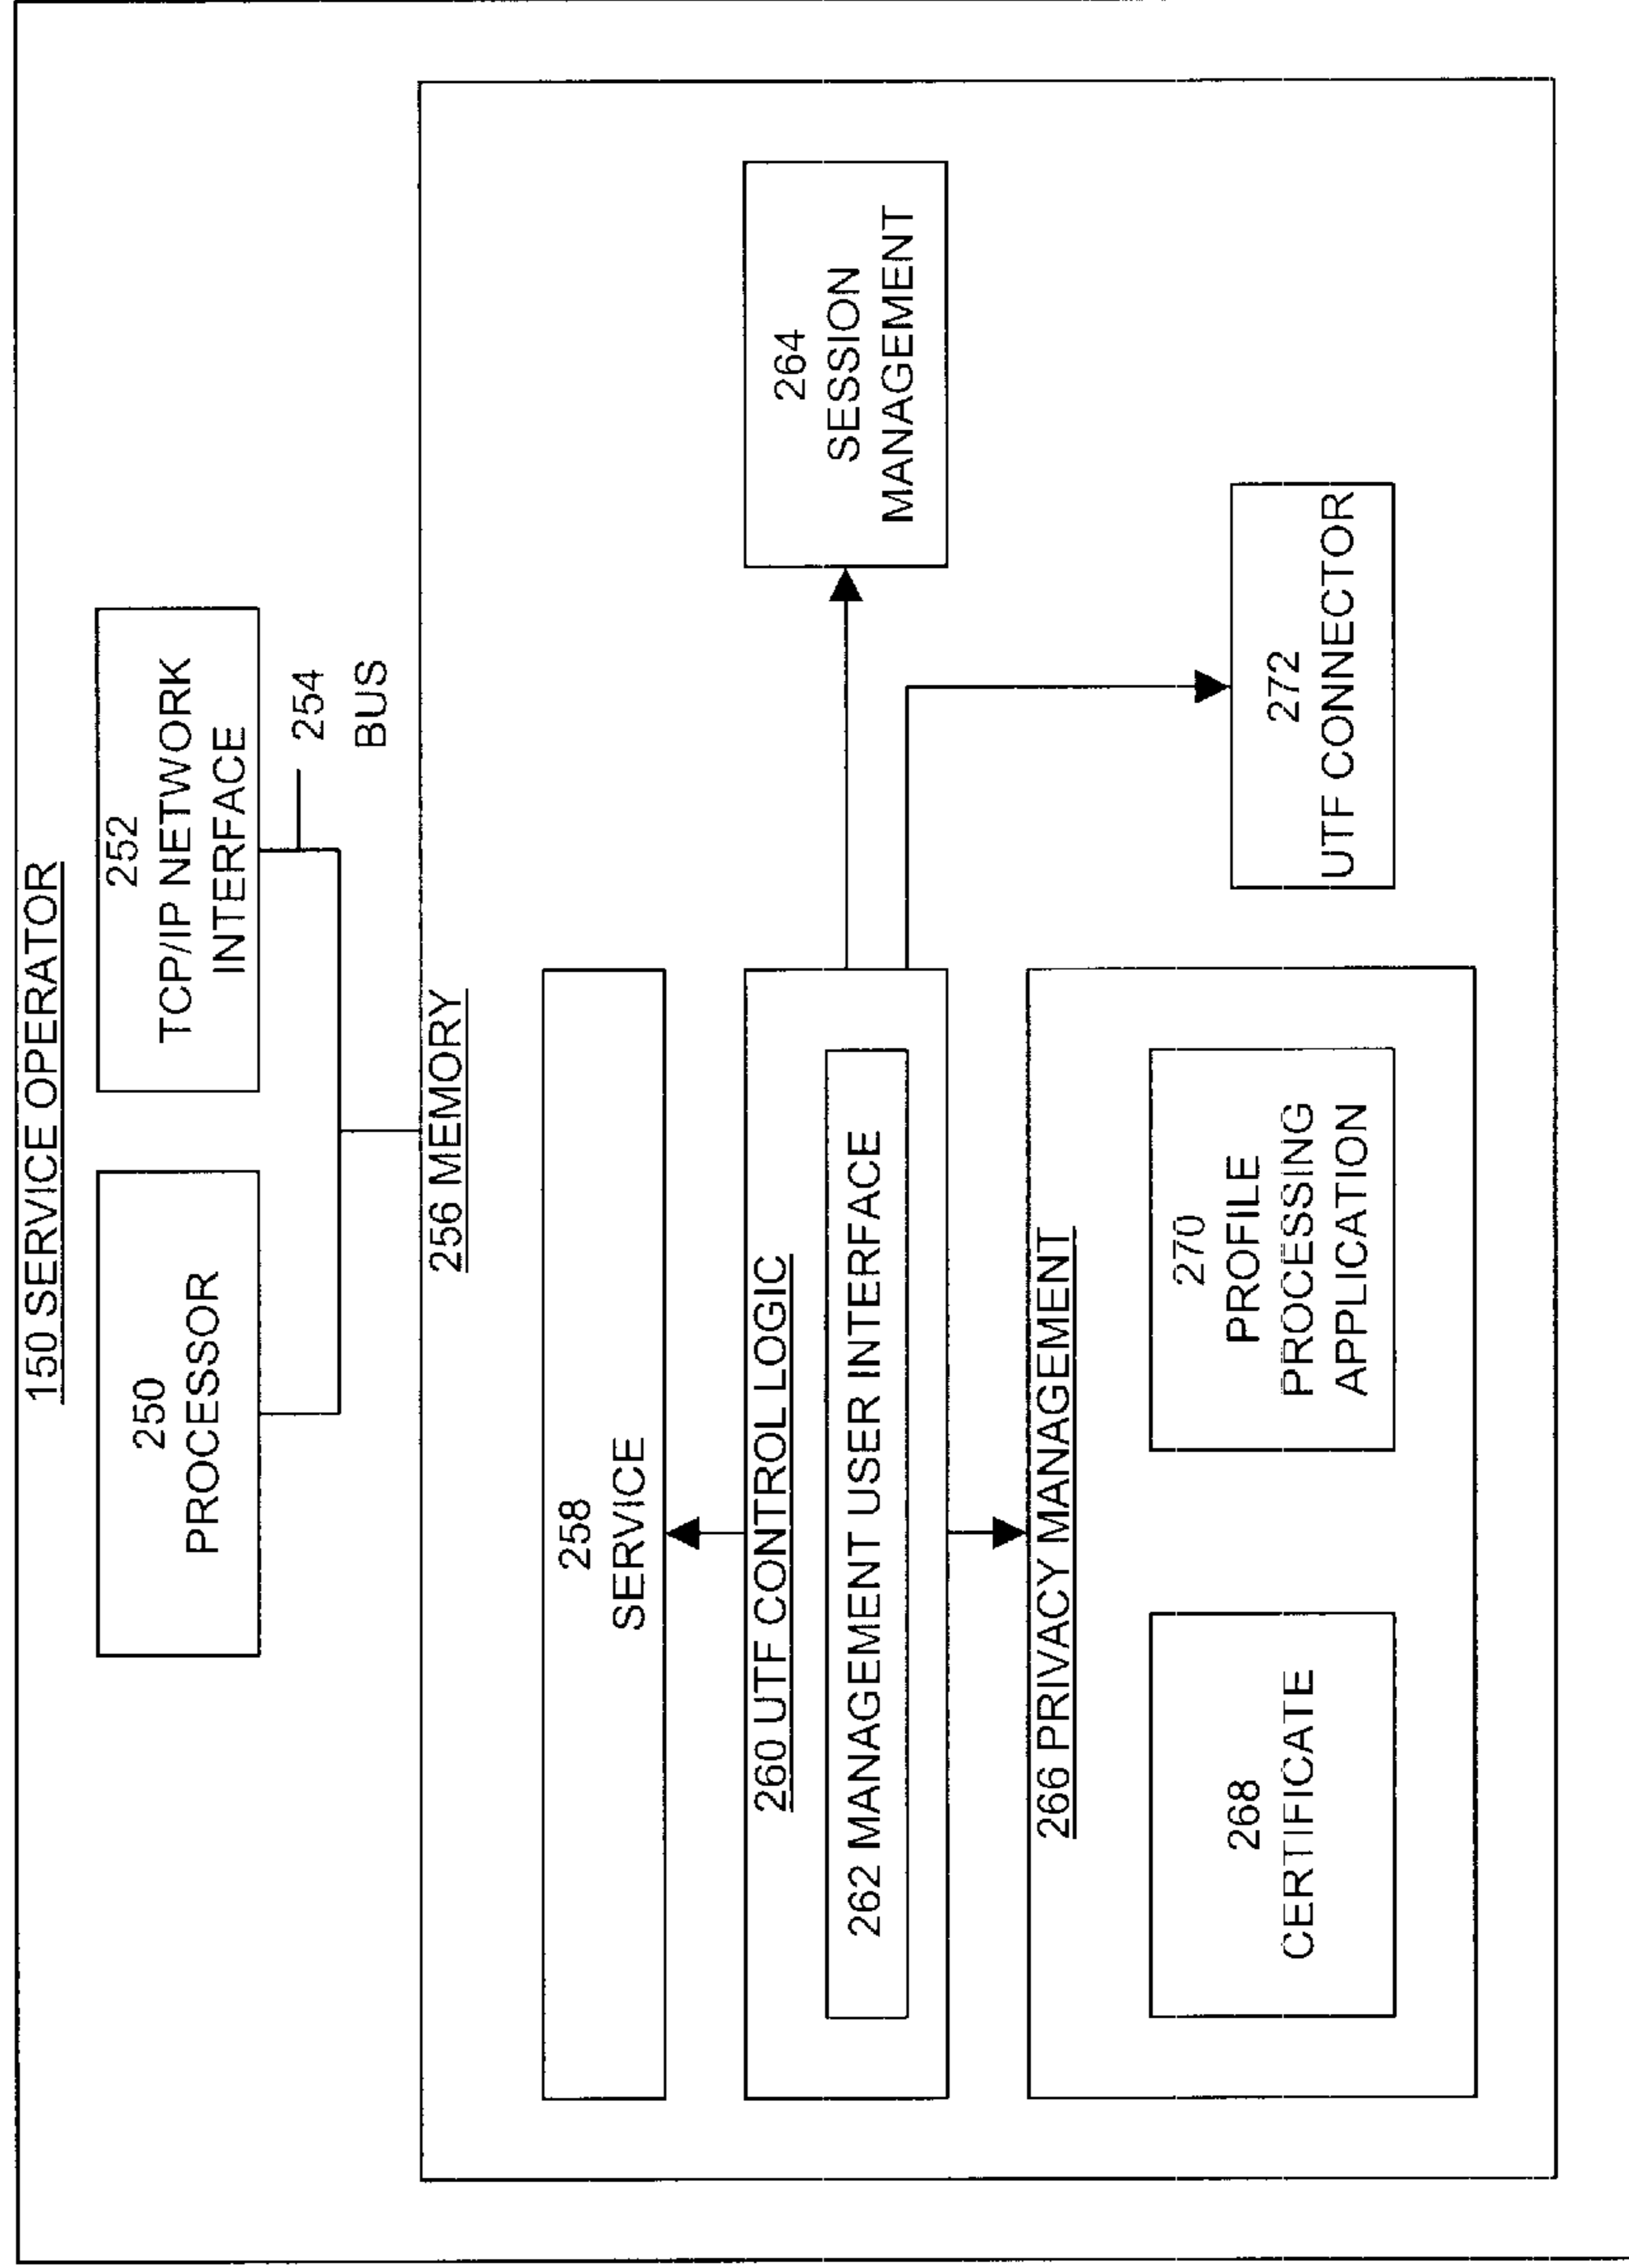 150 SERVICE OPERATOR
250
PROCESSOR
252
TCP/IP NETWORK
INTERFACE
254
BUS
256 MEMORY
258
SERVICE
260 UTF CONTROL LOGIC
262 MANAGEMENT USER INTERFACE
264
SESSION
MANAGEMENT
266 PRIVACY MANAGEMENT
268
CERTIFICATE
270
PROFILE
PROCESSING
APPLICATION
272
UTF CONNECTOR